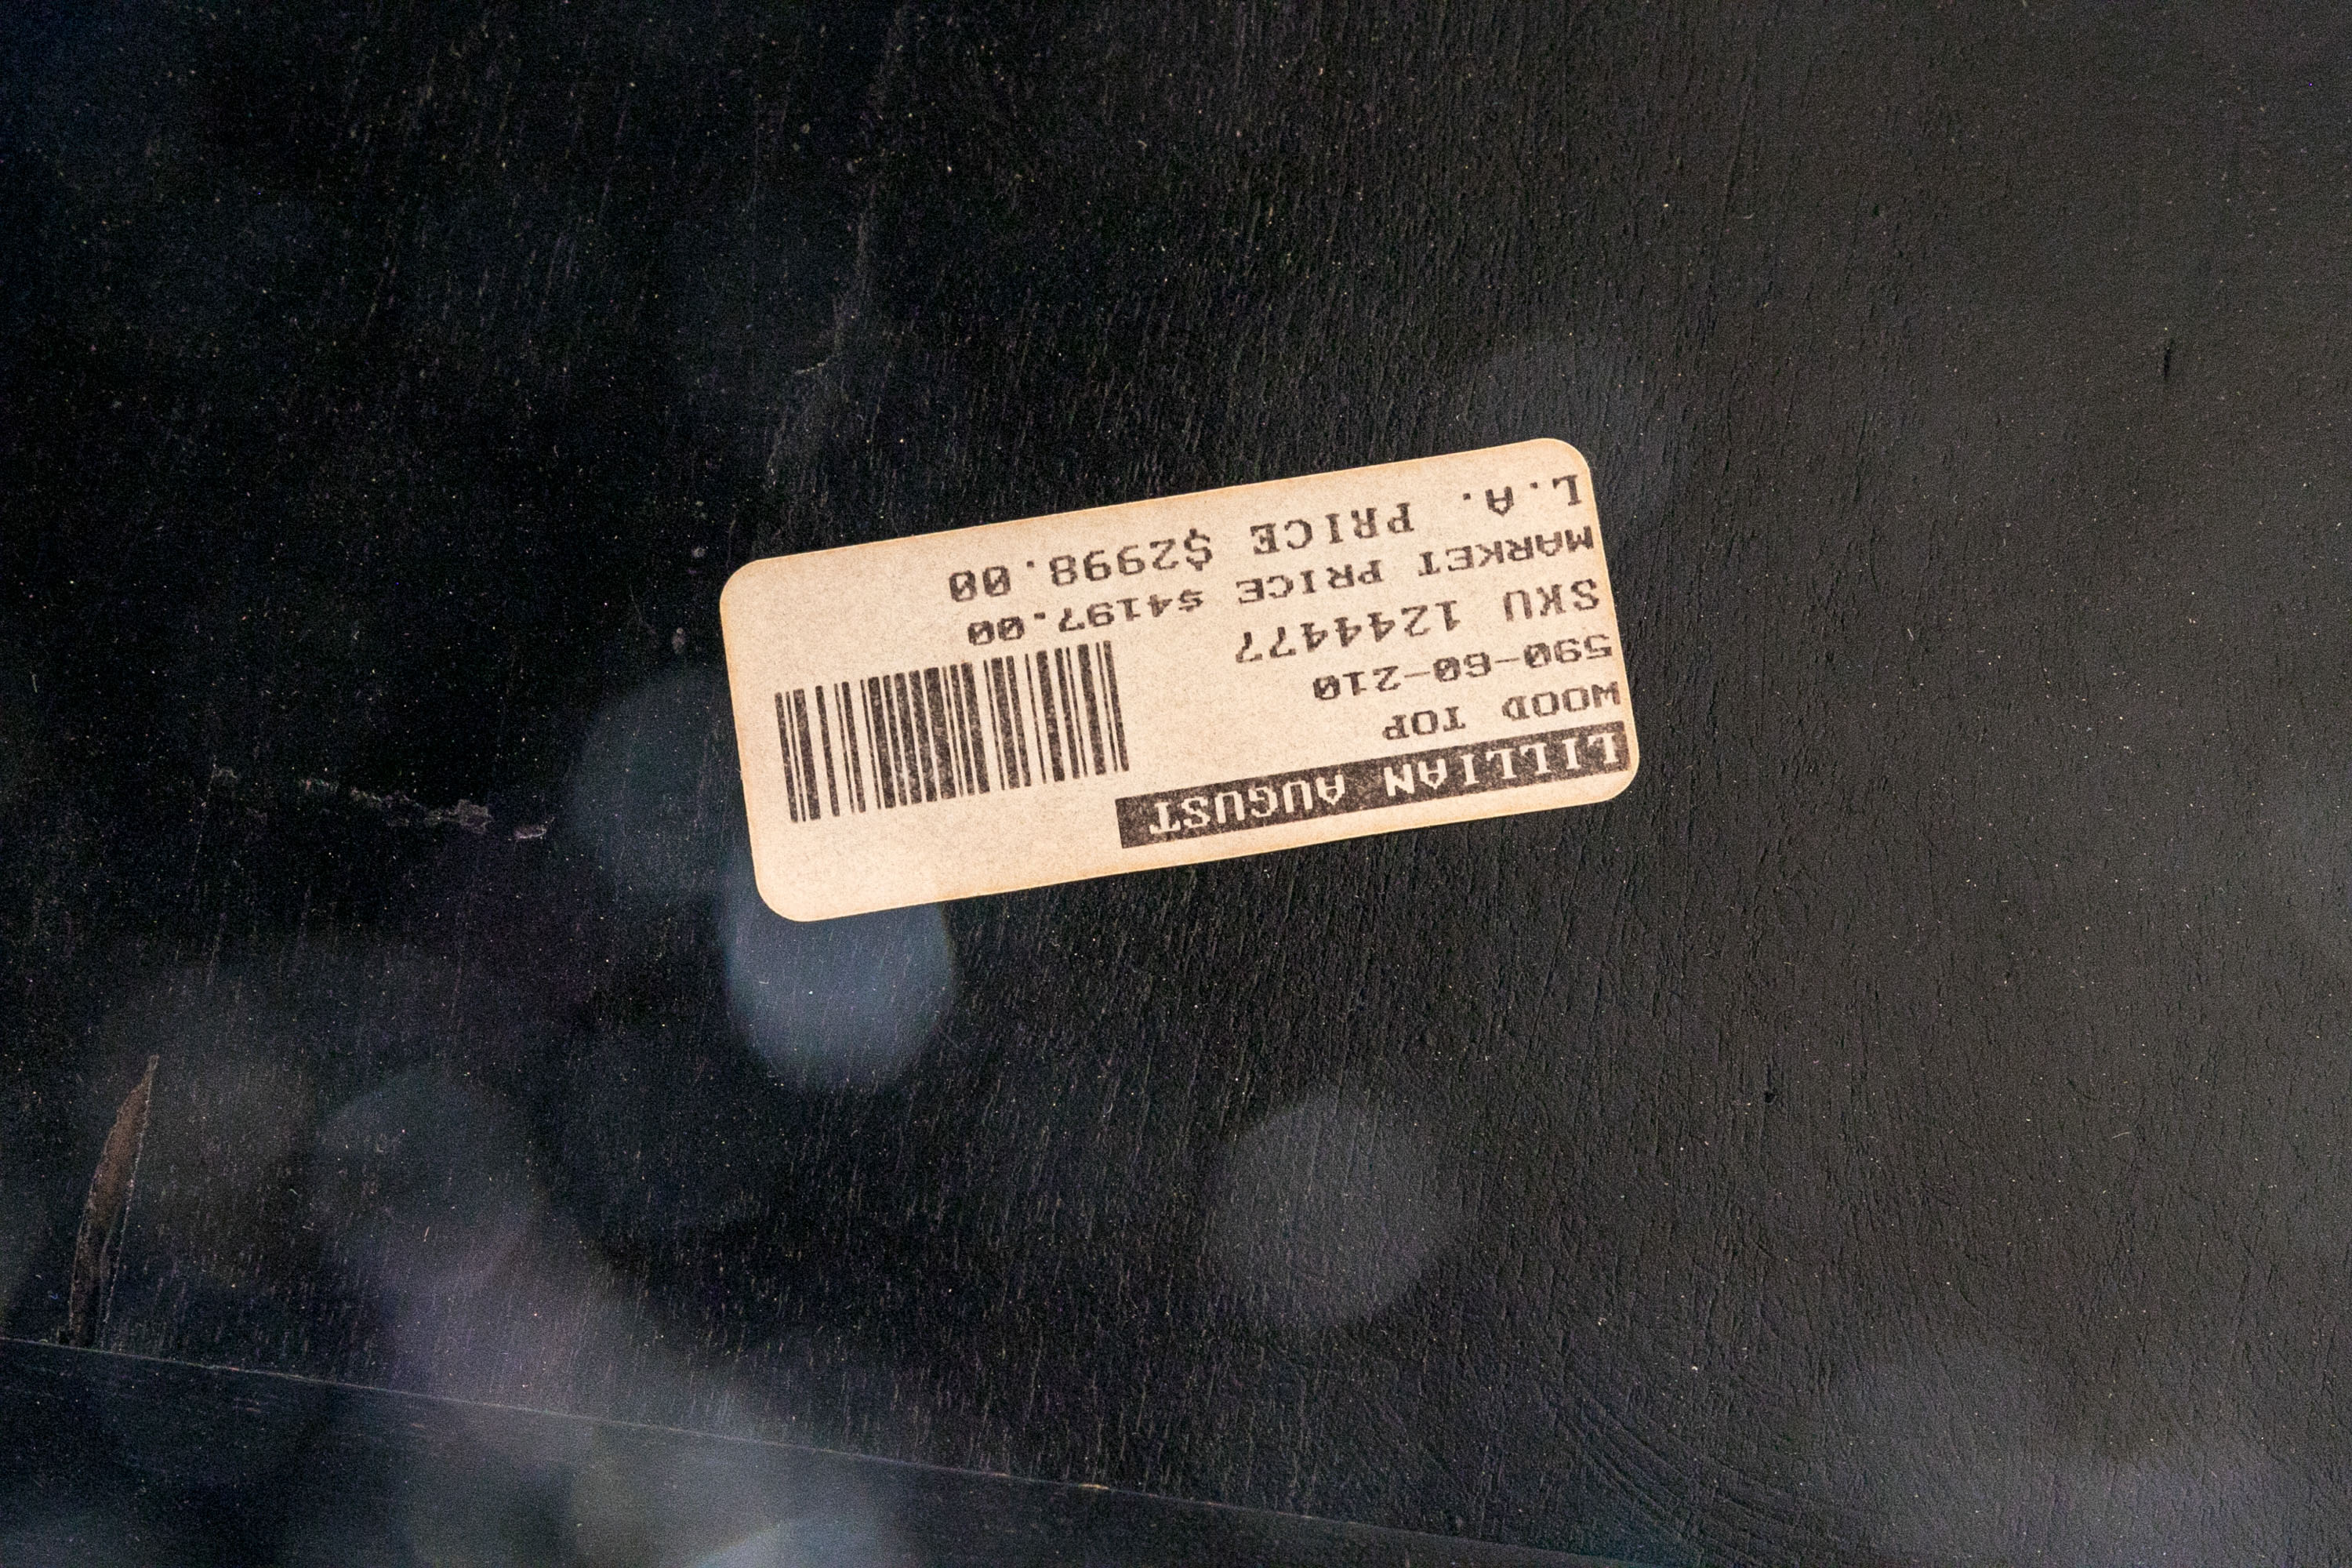 LILLIAN AUGUST
WOOD TOP
590-60-210
SKU 1244477
MARKET PRICE $4197.00
L.A. PRICE $2998.00